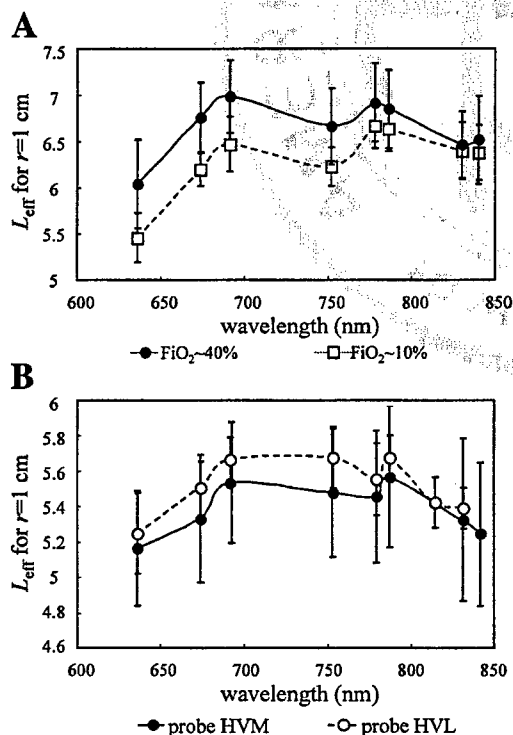 A
7.5
7
6.5
6
5.5
5
L_eff for r=1 cm
600 650 700 750 800 850
wavelength (nm)
FiO₂~40% FiO₂~10%
B
6
5.8
5.6
5.4
5.2
5
4.8
4.6
L_eff for r=1 cm
600 650 700 750 800 850
wavelength (nm)
probe HVM probe HVL